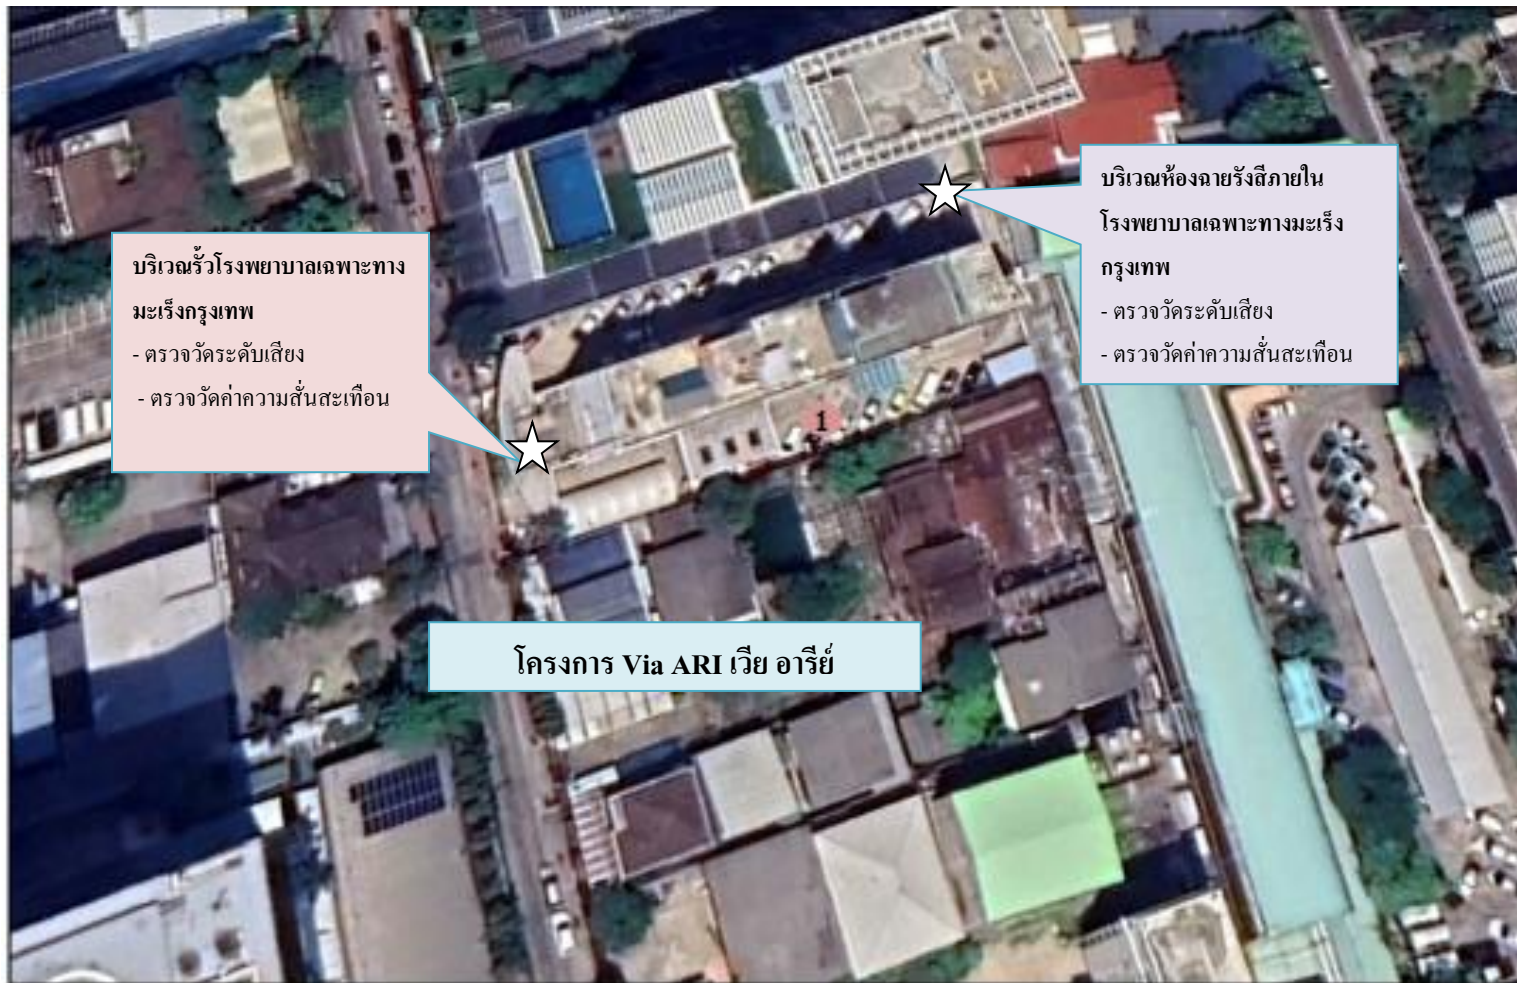 บริเวณห้องฉายรังสีภายใน
โรงพยาบาลเฉพาะทางมะเร็ง
กรุงเทพ
- ตรวจวัดระดับเสียง
- ตรวจวัดค่าความสั่นสะเทือน
บริเวณรั้วโรงพยาบาลเฉพาะทาง
มะเร็งกรุงเทพ
- ตรวจวัดระดับเสียง
- ตรวจวัดค่าความสั่นสะเทือน
H
1
โครงการ Via ARI เวีย อารีย์